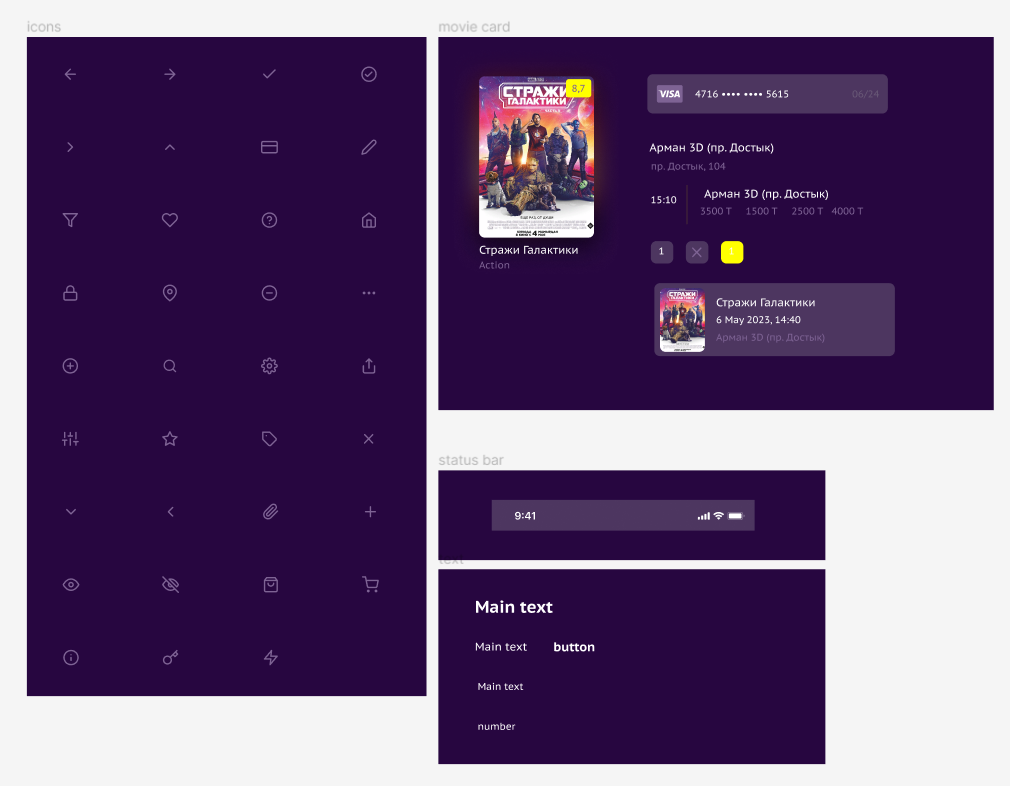 icons
movie card
СТРАЖИ
ГАЛАКТИКИ
8,7
Стражи Галактики
Action
VISA
4716 •••• •••• 5615
06/24
Арман 3D (пр. Достык)
пр. Достык, 104
15:10
Арман 3D (пр. Достык)
3500 Т 1500 Т 2500 Т 4000 Т
1
СТРАЖИ
ГАЛАКТИКИ
Стражи Галактики
6 May 2023, 14:40
Арман 3D (пр. Достык)
status bar
9:41
text
Main text
Main text
button
Main text
number